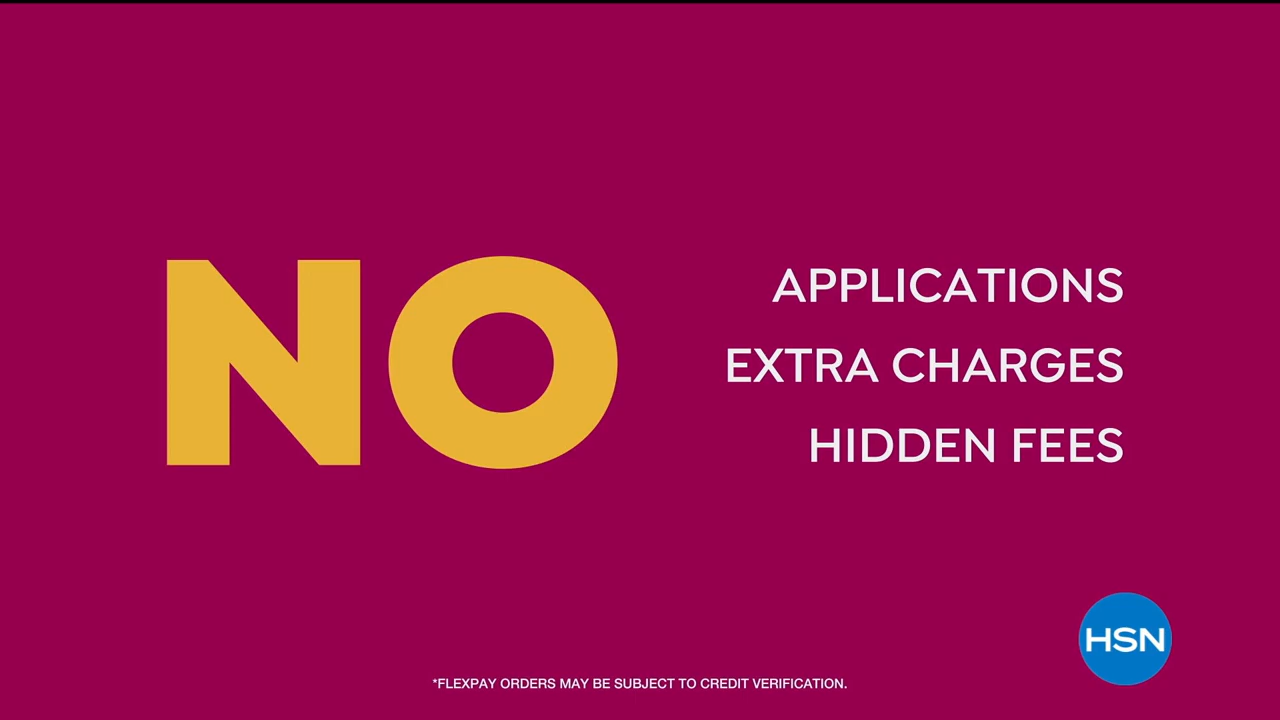 NO
APPLICATIONS
EXTRA CHARGES
HIDDEN FEES
HSN
*FLEXPAY ORDERS MAY BE SUBJECT TO CREDIT VERIFICATION.